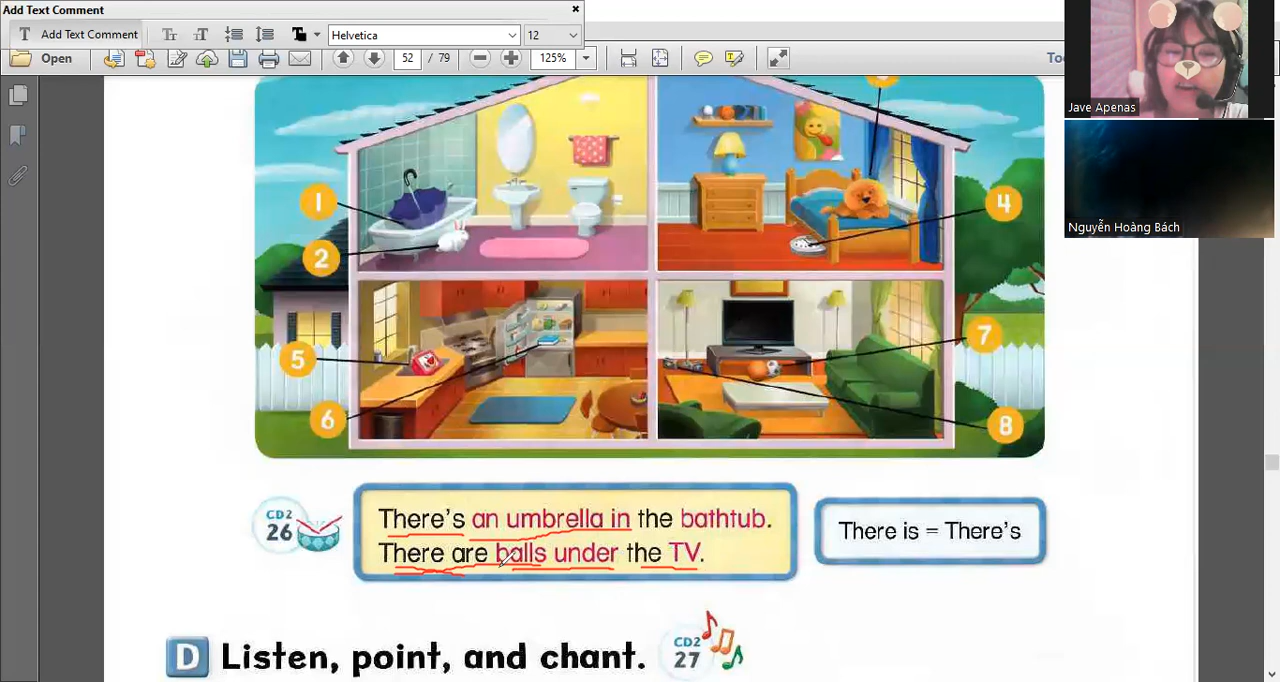 Add Text Comment
Add Text Comment
Helvetica
12
Open
52
/ 79
125%
Jave Apenas
Nguyễn Hoàng Bách
1
2
4
5
6
7
8
CD2
26
There's an umbrella in the bathtub.
There are balls under the TV.
There is = There's
D Listen, point, and chant.
CD2
27